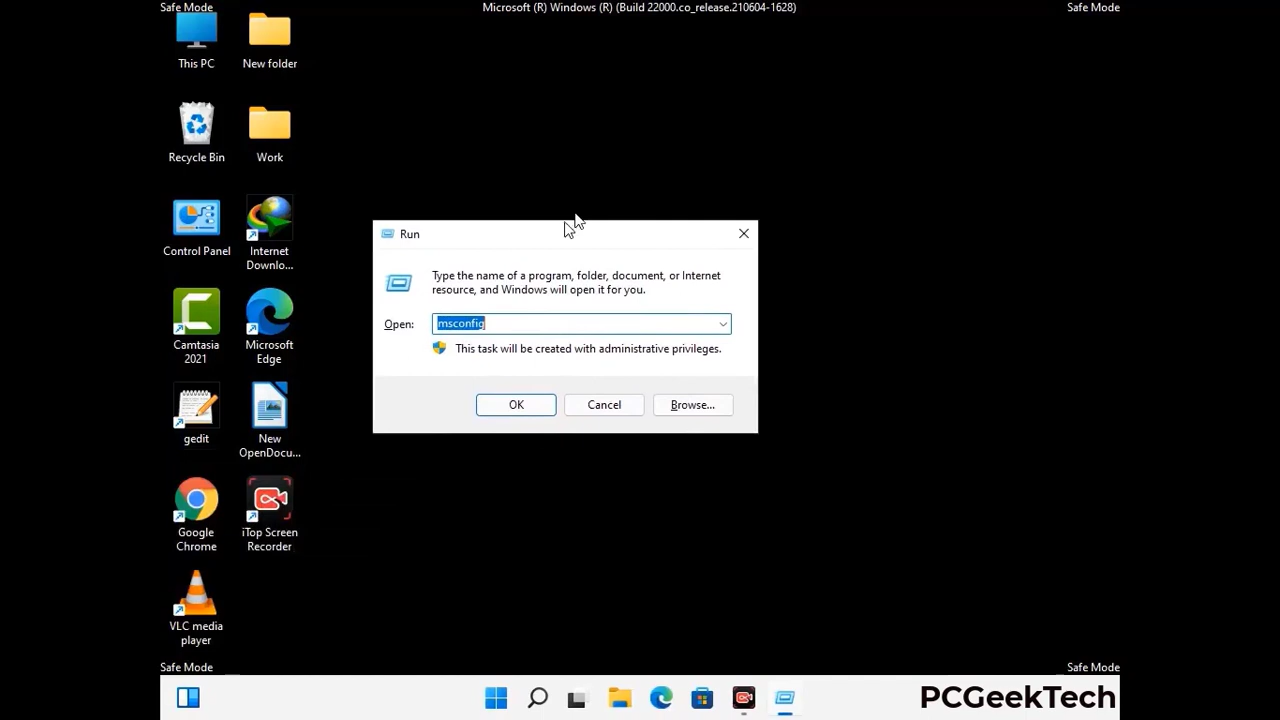 Safe Mode
Microsoft (R) Windows (R) (Build 22000.co_release.210604-1628)
Safe Mode
This PC
New folder
Recycle Bin
Work
Control Panel
Internet
Downlo...
Camtasia
2021
Microsoft
Edge
gedit
New
OpenDocu...
Google
Chrome
iTop Screen
Recorder
VLC media
player
Run
Type the name of a program, folder, document, or Internet
resource, and Windows will open it for you.
Open:
msconfig
This task will be created with administrative privileges.
OK
Cancel
Browse...
Safe Mode
Safe Mode
PCGeekTech